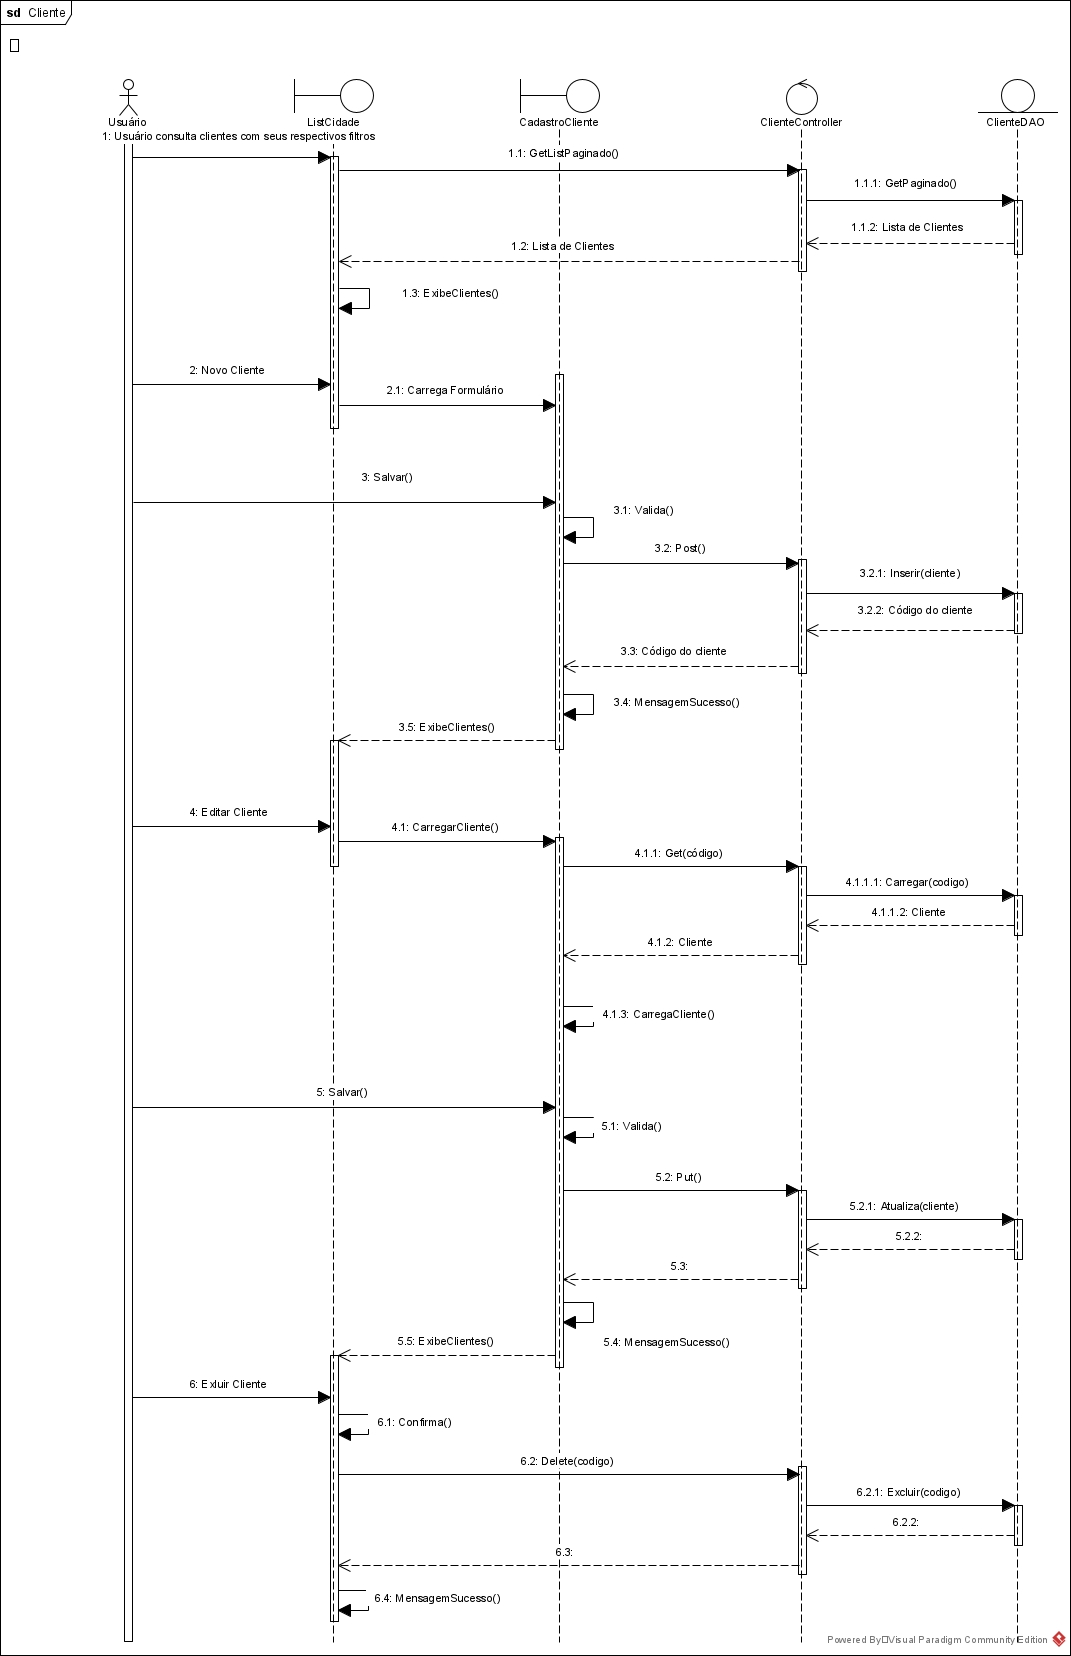 sd Cliente
Usuário
ListCidade
CadastroCliente
ClienteController
ClienteDAO
1: Usuário consulta clientes com seus respectivos filtros
1.1: GetListPaginado()
1.1.1: GetPaginado()
1.1.2: Lista de Clientes
1.2: Lista de Clientes
1.3: ExibeClientes()
2: Novo Cliente
2.1: Carrega Formulário
3: Salvar()
3.1: Valida()
3.2: Post()
3.2.1: Inserir(cliente)
3.2.2: Código do cliente
3.3: Código do cliente
3.4: MensagemSucesso()
3.5: ExibeClientes()
4: Editar Cliente
4.1: CarregarCliente()
4.1.1: Get(código)
4.1.1.1: Carregar(codigo)
4.1.1.2: Cliente
4.1.2: Cliente
4.1.3: CarregaCliente()
5: Salvar()
5.1: Valida()
5.2: Put()
5.2.1: Atualiza(cliente)
5.2.2:
5.3:
5.4: MensagemSucesso()
5.5: ExibeClientes()
6: Exluir Cliente
6.1: Confirma()
6.2: Delete(codigo)
6.2.1: Excluir(codigo)
6.2.2:
6.3:
6.4: MensagemSucesso()
Powered By Visual Paradigm Community Edition